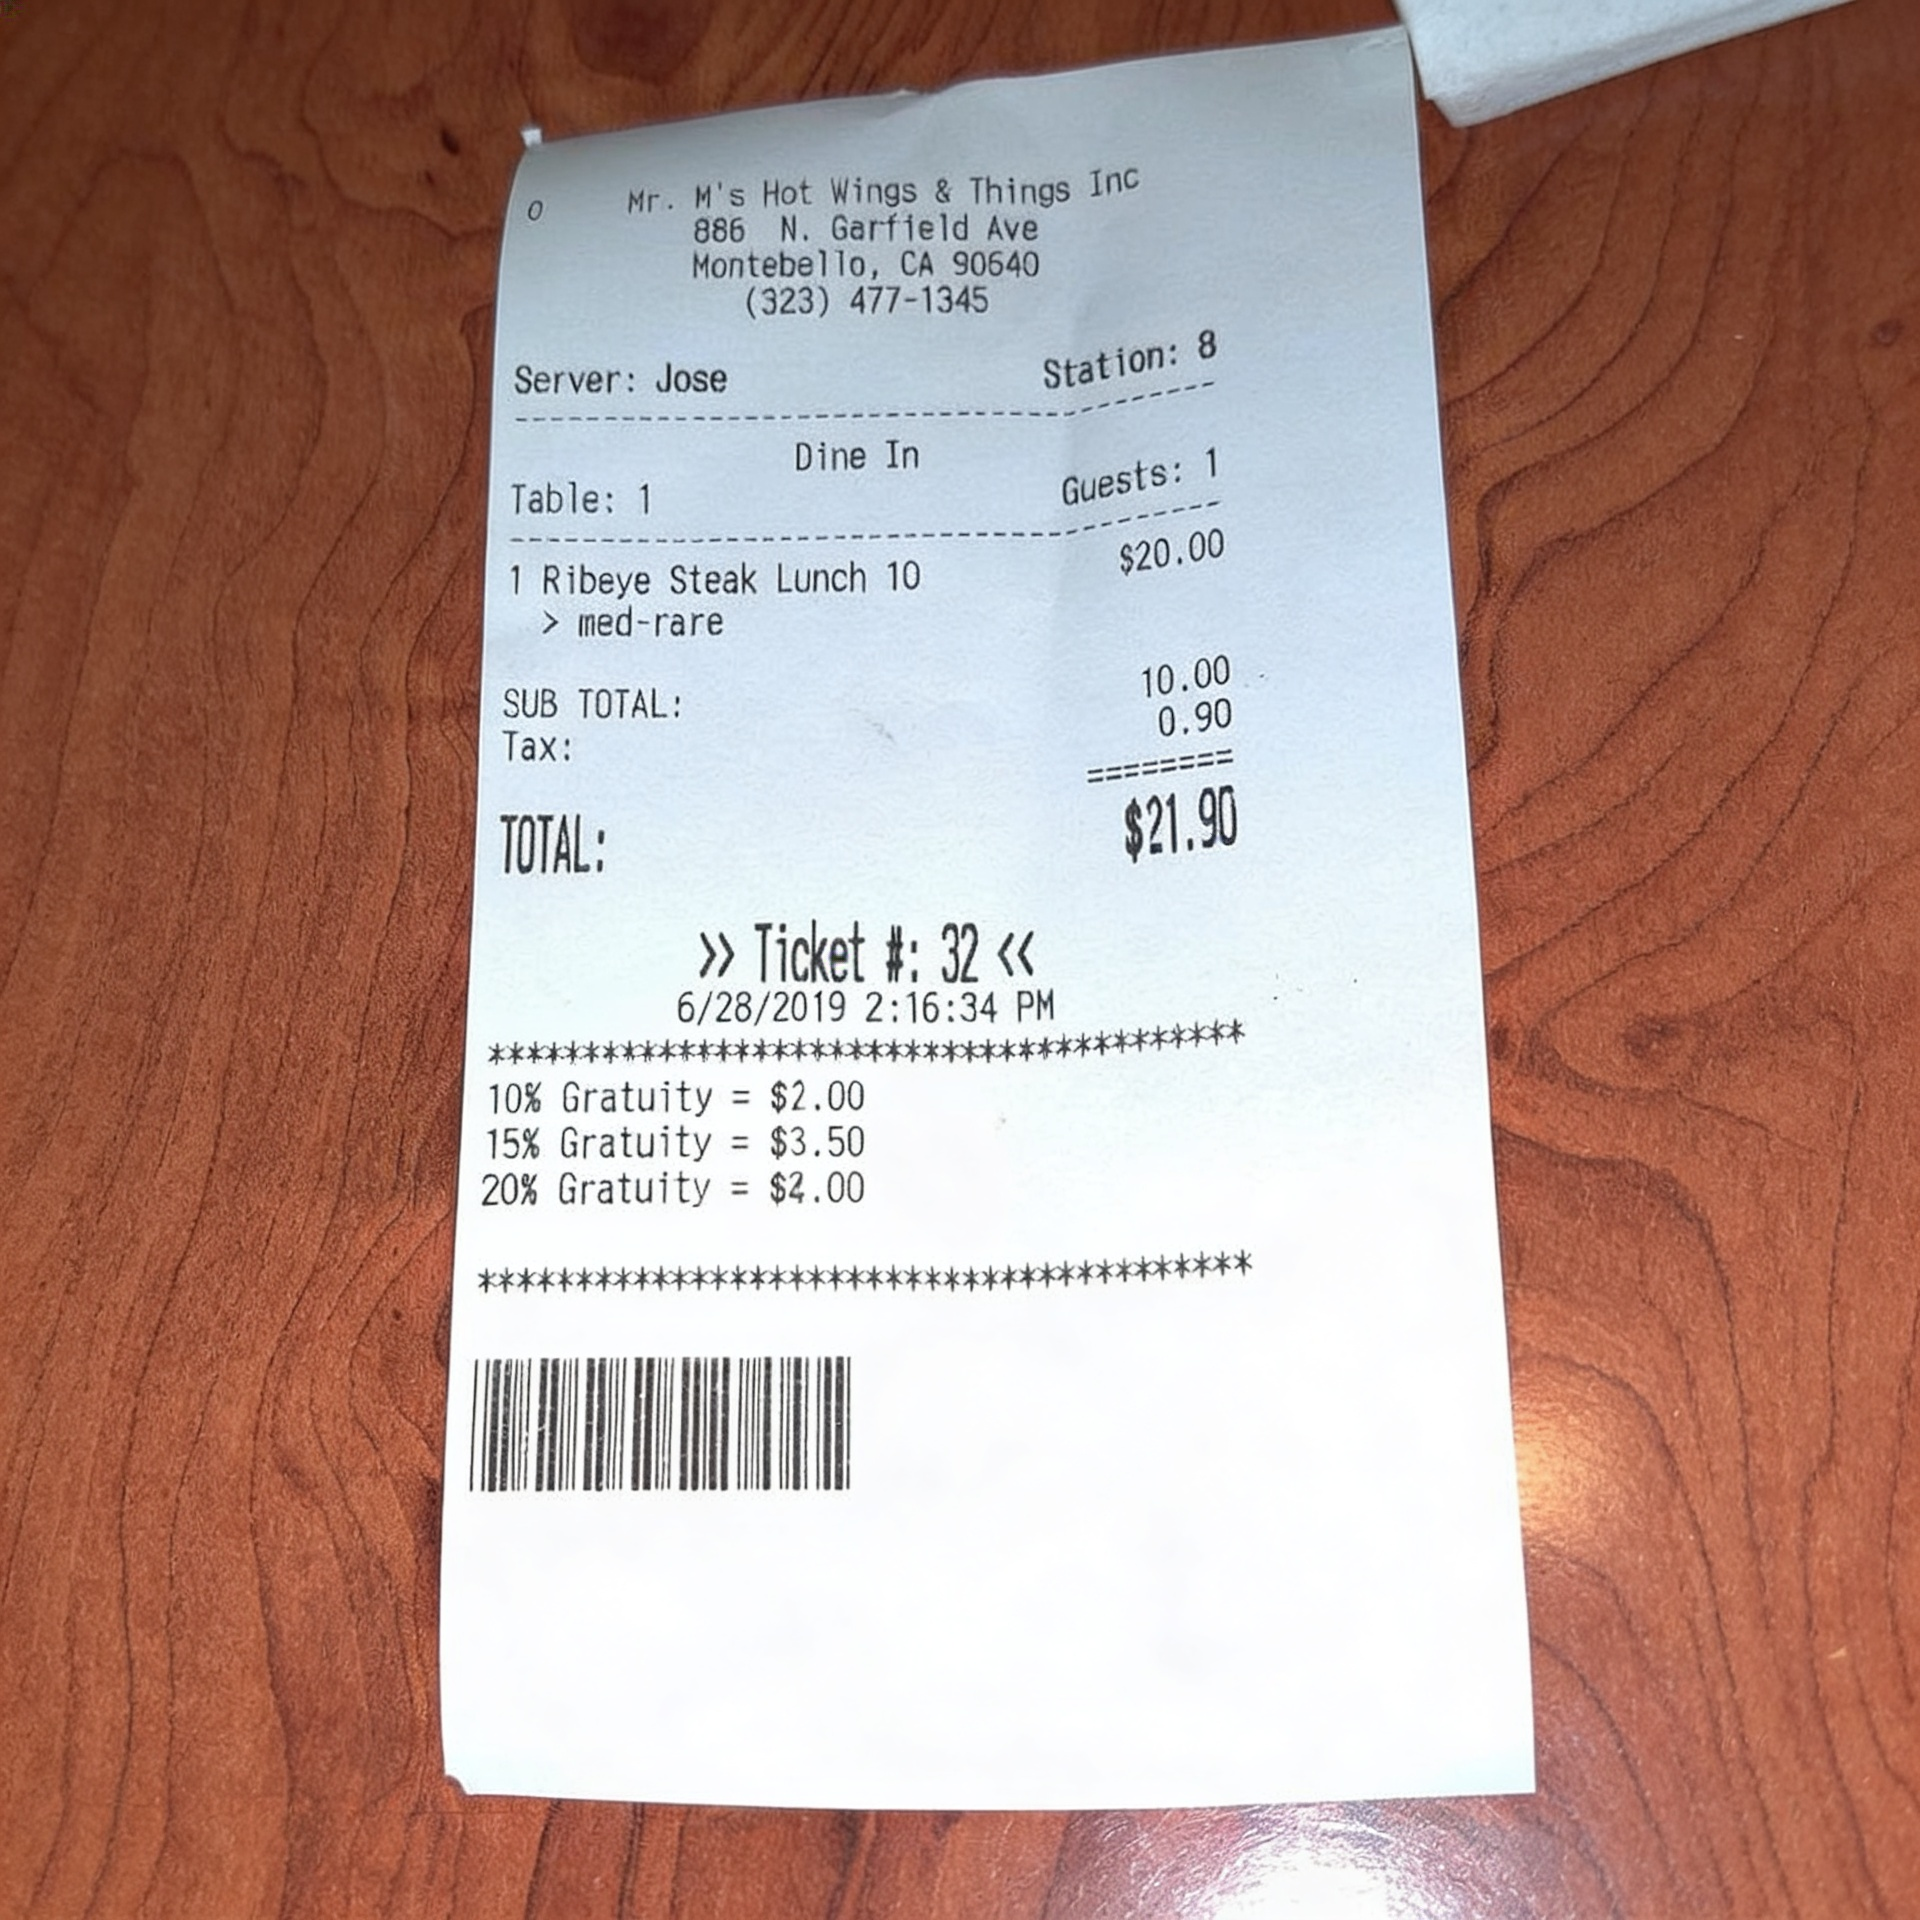 0 Mr. M's Hot Wings & Things Inc
886 N. Garfield Ave
Montebello, CA 90640
(323) 477-1345
Server: Jose Station: 8
----------------------------------------
Dine In
Table: 1 Guests: 1
----------------------------------------
1 Ribeye Steak Lunch 10 $20.00
> med-rare
SUB TOTAL: 10.00
Tax: 0.90
========
TOTAL: $21.90
>> Ticket #: 32 <<
6/28/2019 2:16:34 PM
****************************************
10% Gratuity = $2.00
15% Gratuity = $3.50
20% Gratuity =
****************************************